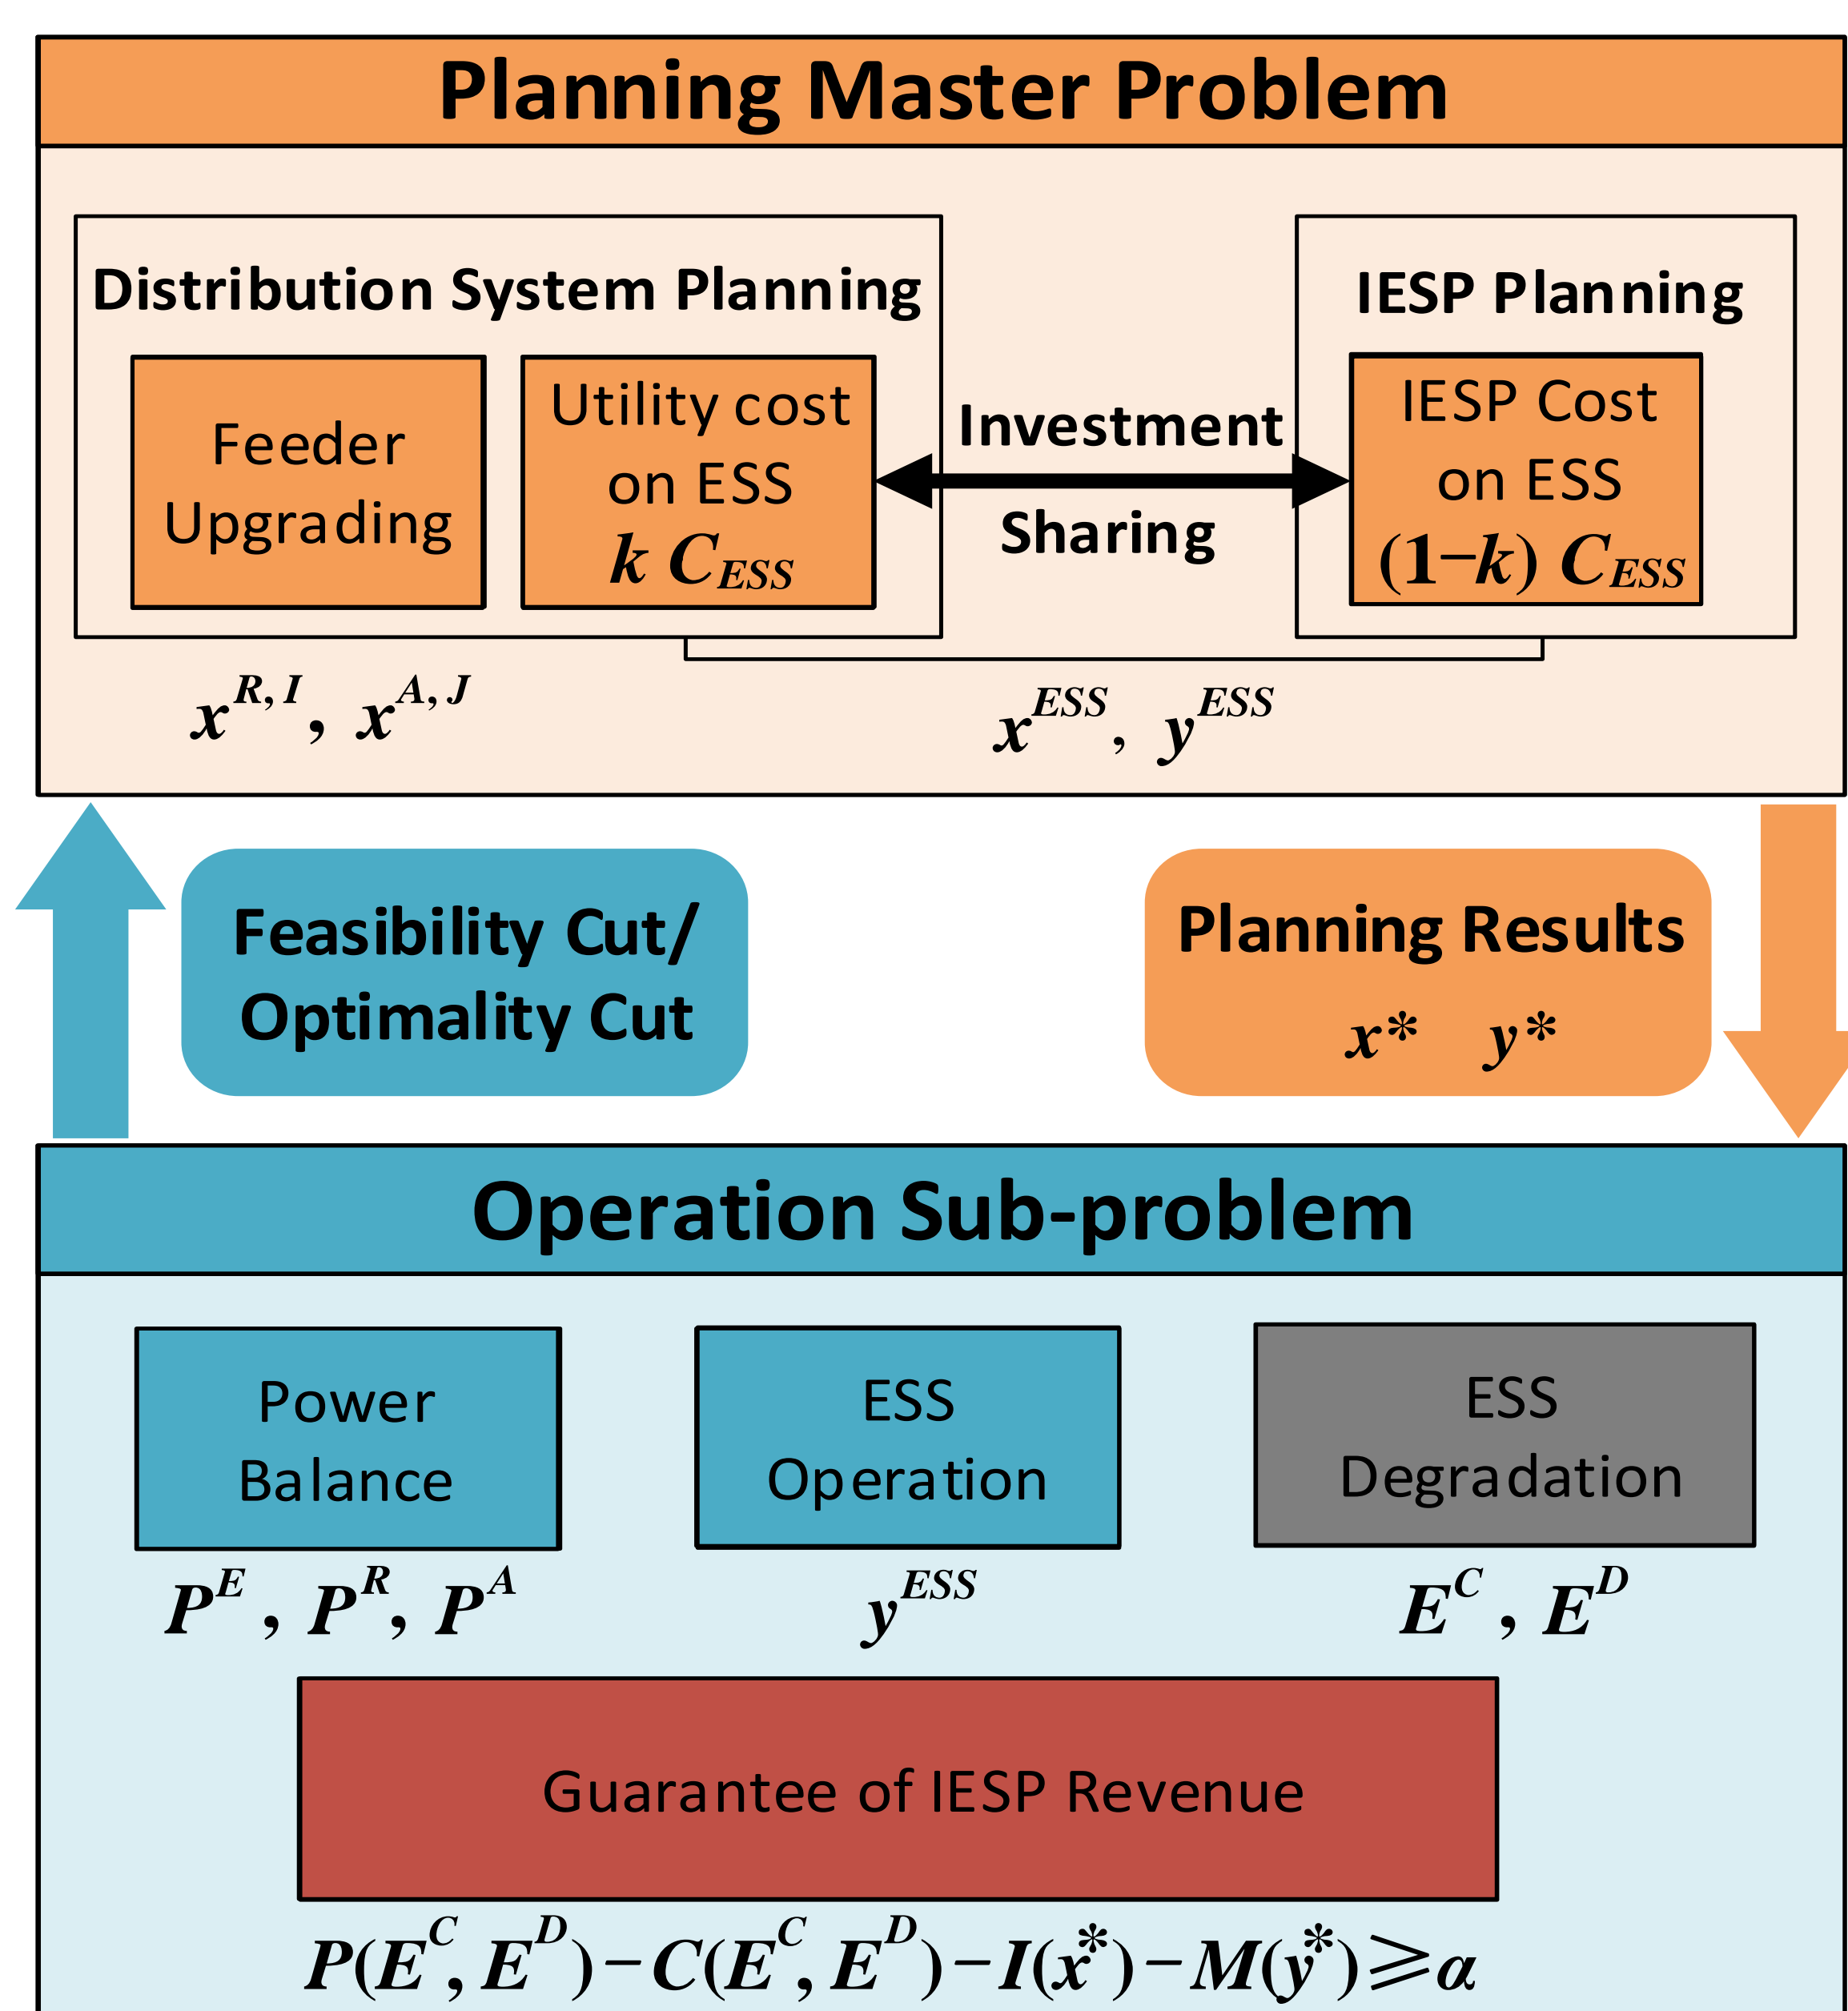 Planning Master Problem
Distribution System Planning
Feeder
Upgrading
Utility cost
on ESS
k C_ESS
Investment
Sharing
IESP Planning
IESP Cost
on ESS
(1−k) C_ESS
x^{R, I}, x^{A, J}
x^{ESS}, y^{ESS}
Feasibility Cut/
Optimality Cut
Planning Results
x* y*
Operation Sub-problem
Power
Balance
P^E, P^R, P^A
ESS
Operation
y^{ESS}
ESS
Degradation
E^C, E^D
Guarantee of IESP Revenue
P(E^C, E^D)−C(E^C, E^D)−I(x*)−M(y*)⩾α